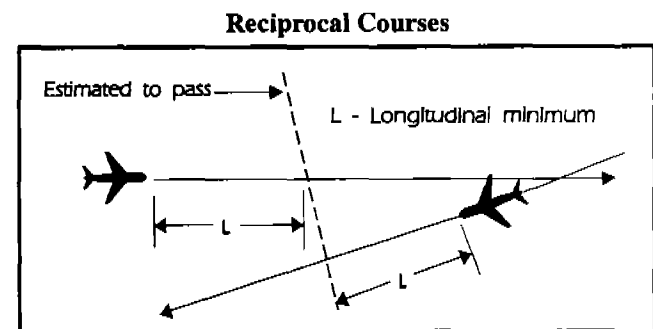 Reciprocal Courses
Estimated to pass
L - Longitudinal minimum
L
L